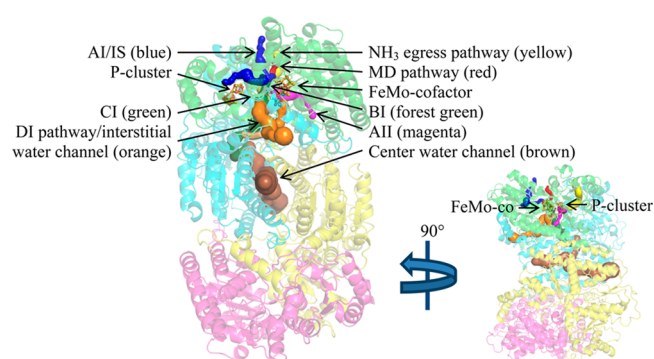 AI/IS (blue)
P-cluster
CI (green)
DI pathway/interstitial
water channel (orange)
NH₃ egress pathway (yellow)
MD pathway (red)
FeMo-cofactor
BI (forest green)
AII (magenta)
Center water channel (brown)
90°
FeMo-co
P-cluster